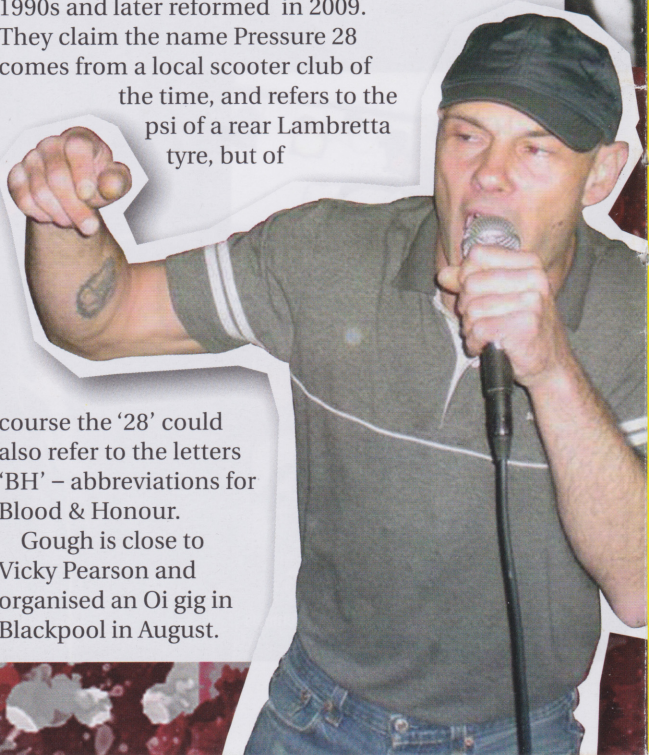 1990s and later reformed in 2009.
They claim the name Pressure 28
comes from a local scooter club of
the time, and refers to the
psi of a rear Lambretta
tyre, but of
course the ‘28’ could
also refer to the letters
‘BH’ – abbreviations for
Blood & Honour.
Gough is close to
Vicky Pearson and
organised an Oi gig in
Blackpool in August.